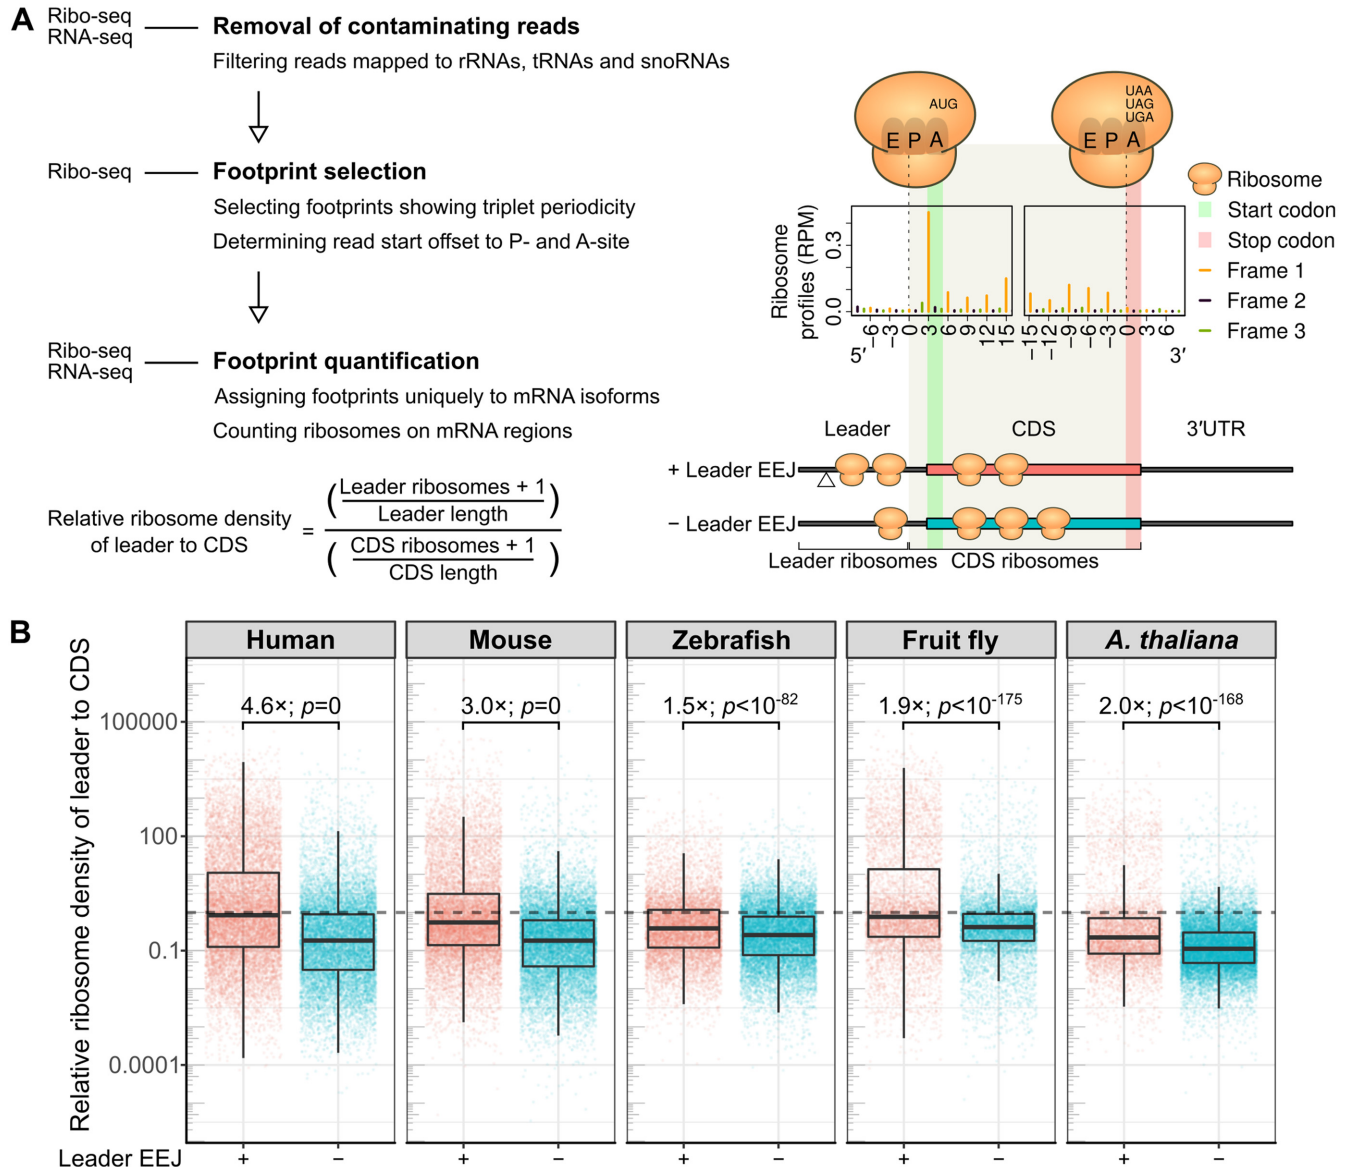 A
Ribo-seq
RNA-seq
Removal of contaminating reads
Filtering reads mapped to rRNAs, tRNAs and snoRNAs
Ribo-seq
Footprint selection
Selecting footprints showing triplet periodicity
Determining read start offset to P- and A-site
Ribo-seq
RNA-seq
Footprint quantification
Assigning footprints uniquely to mRNA isoforms
Counting ribosomes on mRNA regions
Relative ribosome density
of leader to CDS
=
(Leader ribosomes + 1)
Leader length
(CDS ribosomes + 1)
CDS length
AUG
E P A
UAA
UAG
UGA
E P A
Ribosome
Start codon
Stop codon
Frame 1
Frame 2
Frame 3
Ribosome
profiles (RPM)
0.3
0.0
5′ −6 −3 0 3 6 9 12 15
−15 −12 −9 −6 −3 0 3 6 3′
Leader CDS 3′UTR
+ Leader EEJ
− Leader EEJ
Leader ribosomes CDS ribosomes
B
Relative ribosome density of leader to CDS
Human Mouse Zebrafish Fruit fly A. thaliana
4.6×; p=0 3.0×; p=0 1.5×; p<10-82 1.9×; p<10-175 2.0×; p<10-168
100000
100
0.1
0.0001
Leader EEJ + − + − + − + − + −